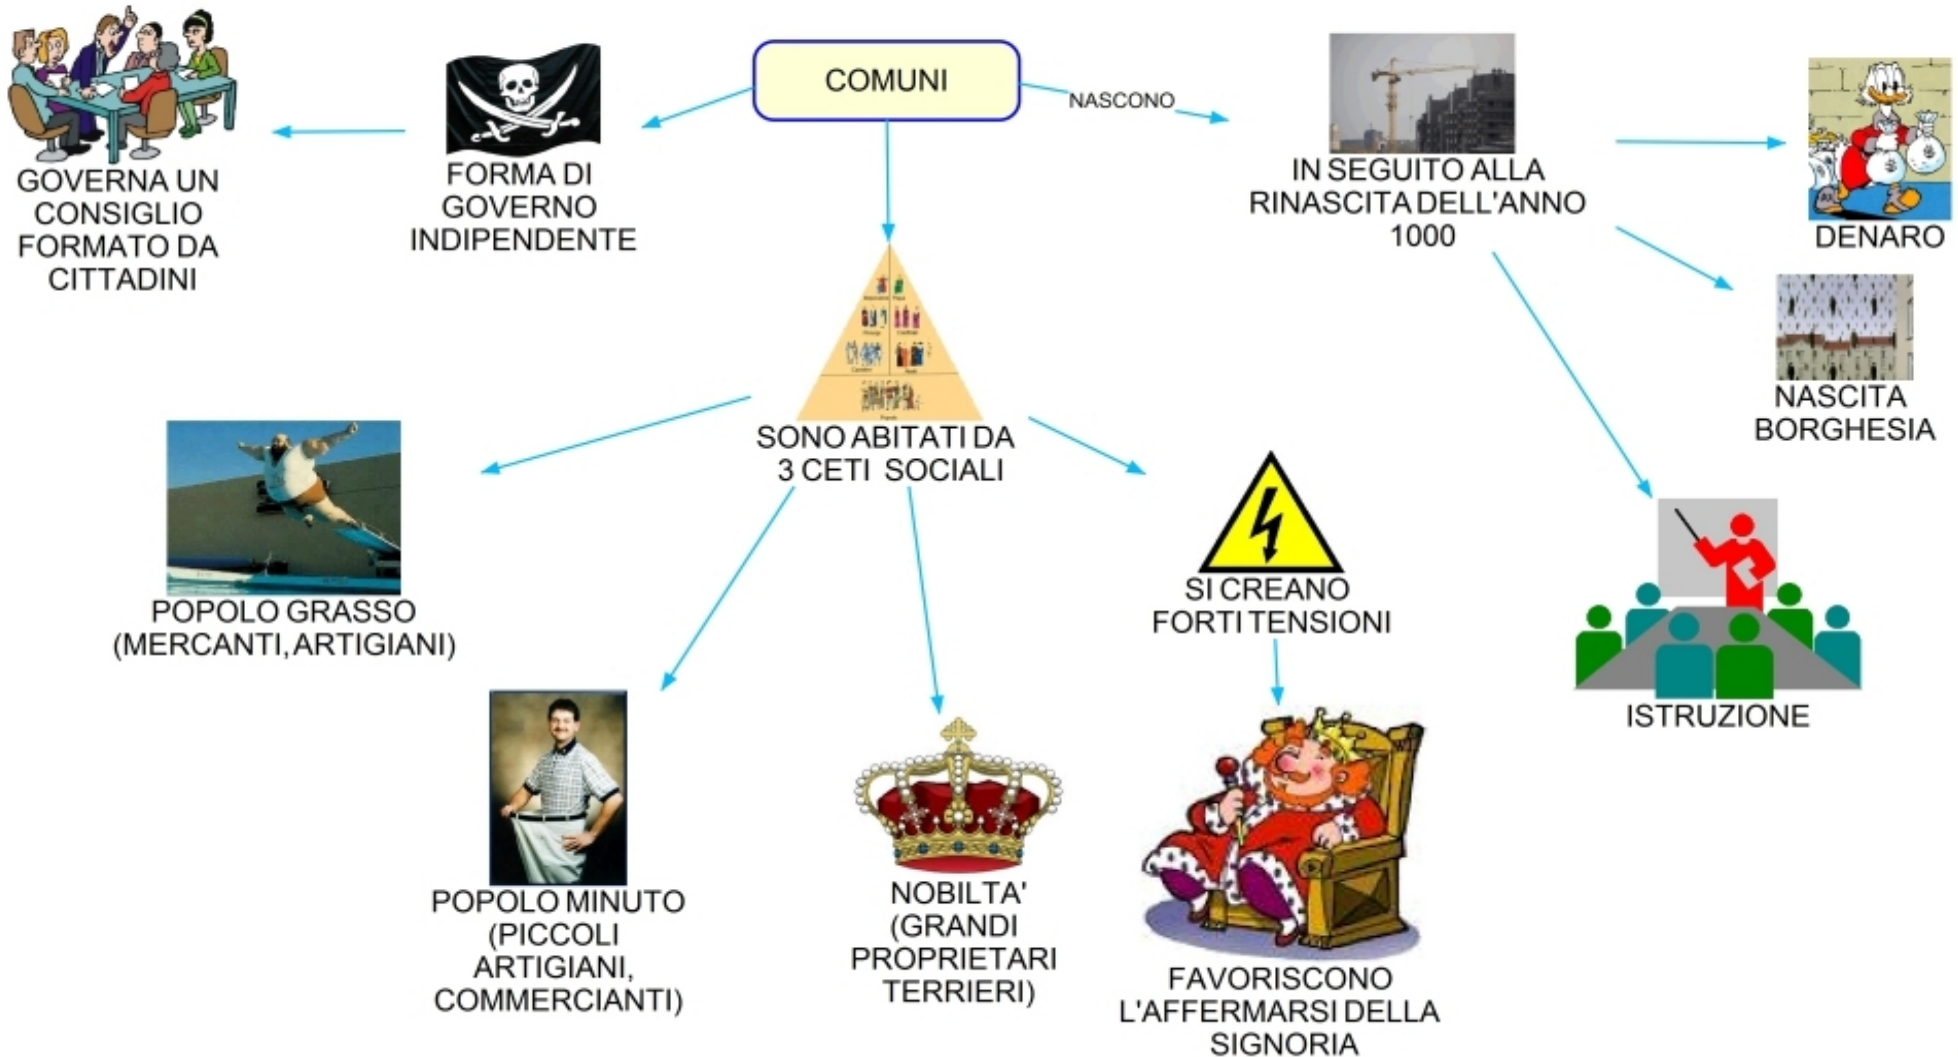 COMUNI
NASCONO
GOVERNA UN
CONSIGLIO
FORMATO DA
CITTADINI
FORMA DI
GOVERNO
INDIPENDENTE
IN SEGUITO ALLA
RINASCITA DELL'ANNO
1000
DENARO
NASCITA
BORGHESIA
ISTRUZIONE
SONO ABITATI DA
3 CETI SOCIALI
POPOLO GRASSO
(MERCANTI, ARTIGIANI)
POPOLO MINUTO
(PICCOLI
ARTIGIANI,
COMMERCIANTI)
NOBILTA'
(GRANDI
PROPRIETARI
TERRIERI)
SI CREANO
FORTI TENSIONI
FAVORISCONO
L'AFFERMARSI DELLA
SIGNORIA